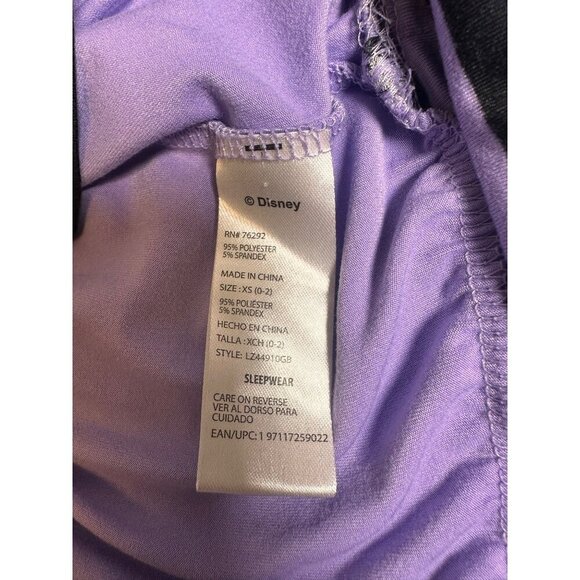 © Disney
RN# 76292
95% POLYESTER
5% SPANDEX
MADE IN CHINA
SIZE : XS (0-2)
95% POLIÉSTER
5% SPANDEX
HECHO EN CHINA
TALLA : XCH (0-2)
STYLE: LZ44910GB
SLEEPWEAR
CARE ON REVERSE
VER AL DORSO PARA
CUIDADO
EAN/UPC: 1 97117259022